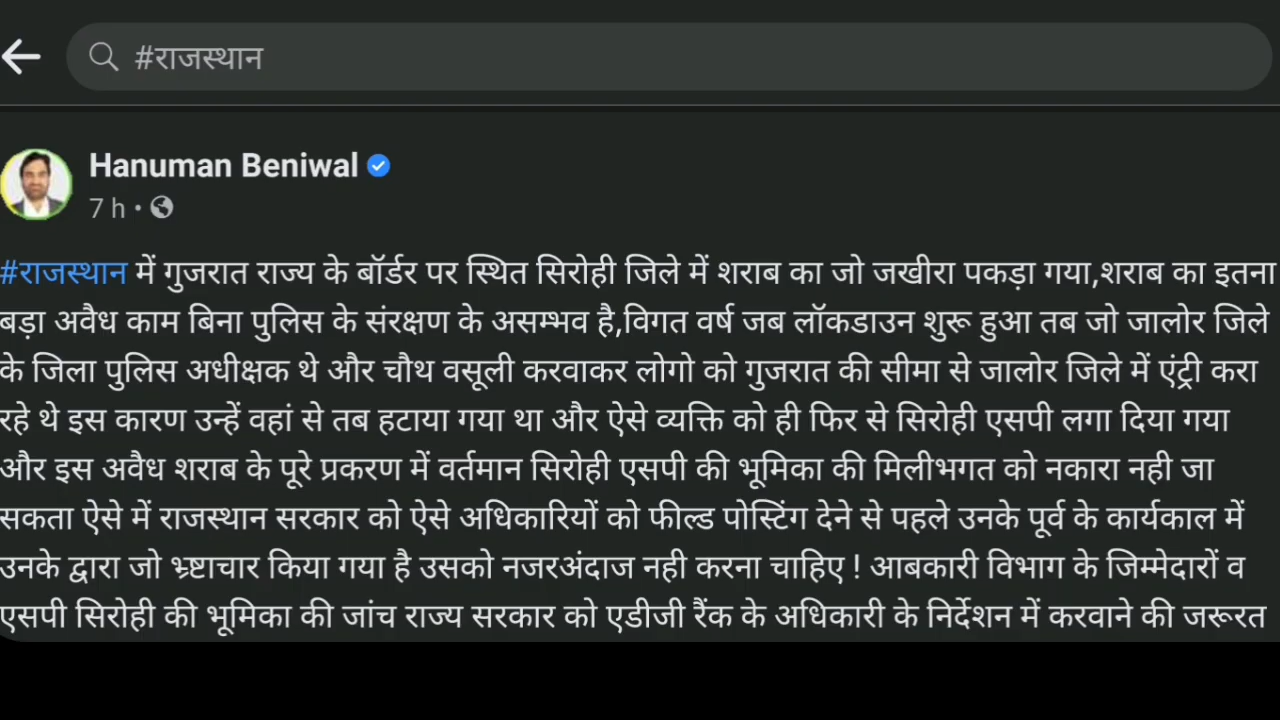 #राजस्थान
Hanuman Beniwal
7 h •
#राजस्थान में गुजरात राज्य के बॉर्डर पर स्थित सिरोही जिले में शराब का जो जखीरा पकड़ा गया,शराब का इतना
बड़ा अवैध काम बिना पुलिस के संरक्षण के असम्भव है,विगत वर्ष जब लॉकडाउन शुरू हुआ तब जो जालोर जिले
के जिला पुलिस अधीक्षक थे और चौथ वसूली करवाकर लोगो को गुजरात की सीमा से जालोर जिले में एंट्री करा
रहे थे इस कारण उन्हें वहां से तब हटाया गया था और ऐसे व्यक्ति को ही फिर से सिरोही एसपी लगा दिया गया
और इस अवैध शराब के पूरे प्रकरण में वर्तमान सिरोही एसपी की भूमिका की मिलीभगत को नकारा नही जा
सकता ऐसे में राजस्थान सरकार को ऐसे अधिकारियों को फील्ड पोस्टिंग देने से पहले उनके पूर्व के कार्यकाल में
उनके द्वारा जो भ्र्ष्टाचार किया गया है उसको नजरअंदाज नही करना चाहिए ! आबकारी विभाग के जिम्मेदारों व
एसपी सिरोही की भूमिका की जांच राज्य सरकार को एडीजी रैंक के अधिकारी के निर्देशन में करवाने की जरूरत